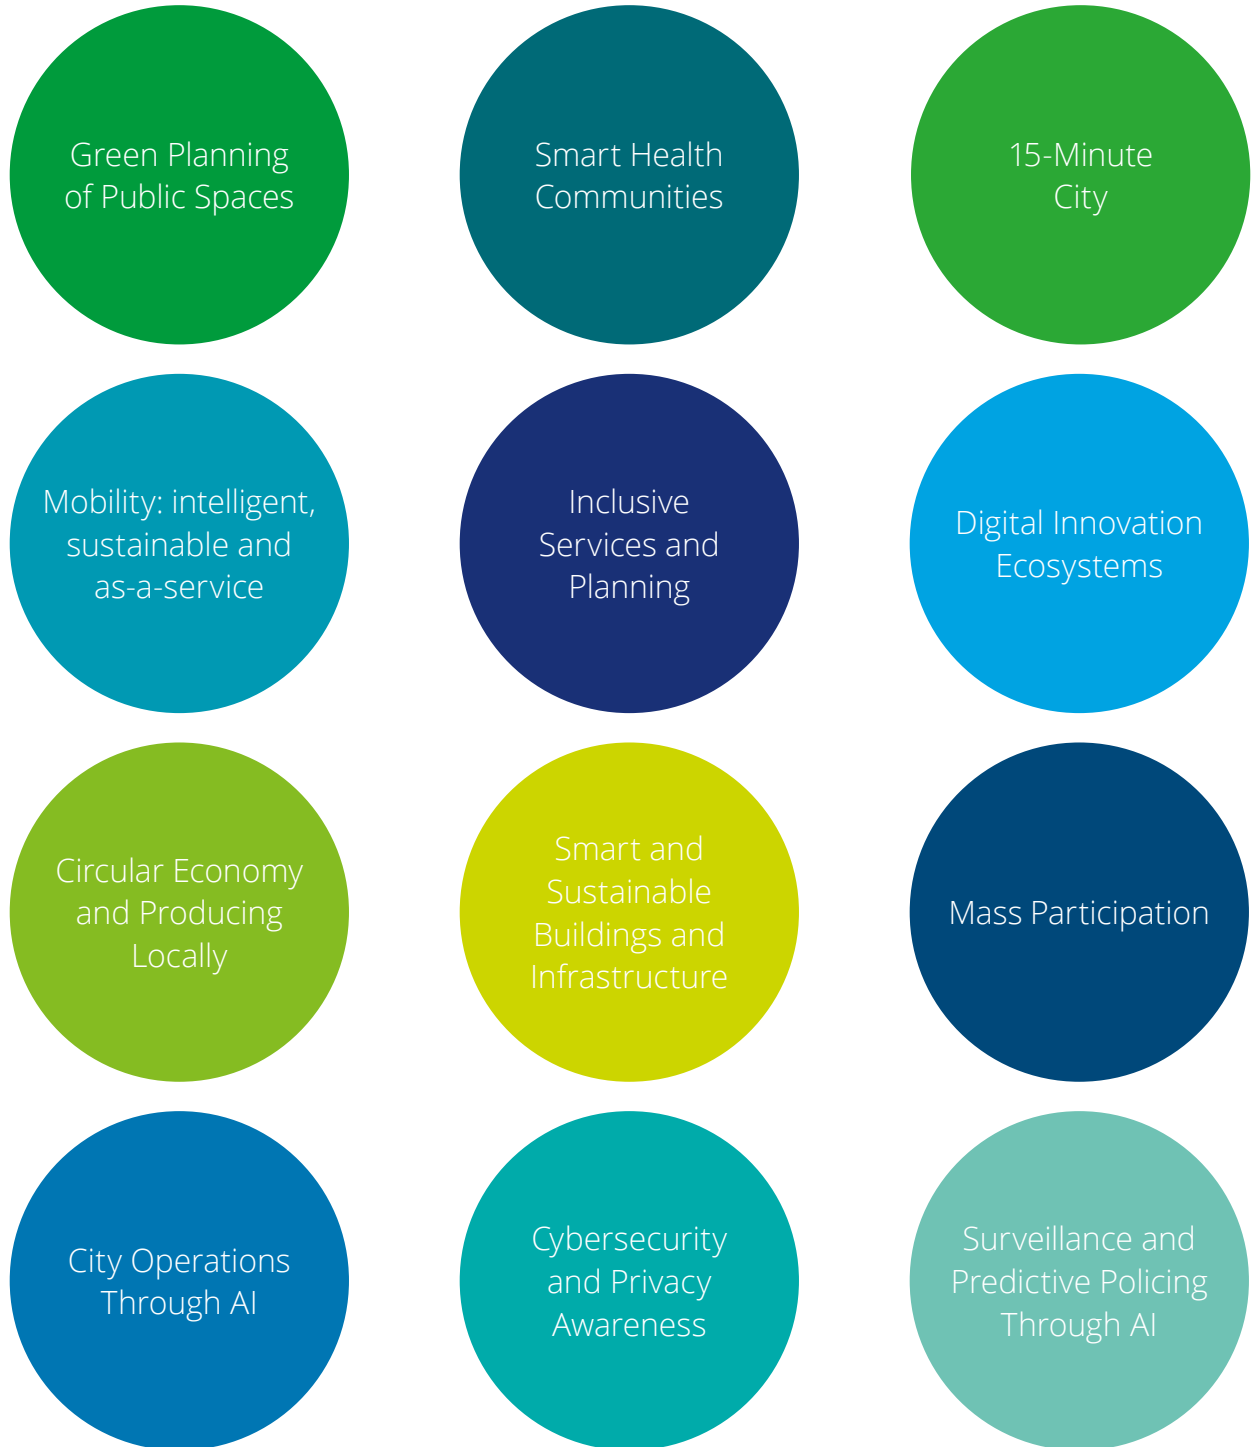 Green Planning
of Public Spaces
Smart Health
Communities
15-Minute
City
Mobility: intelligent,
sustainable and
as-a-service
Inclusive
Services and
Planning
Digital Innovation
Ecosystems
Circular Economy
and Producing
Locally
Smart and
Sustainable
Buildings and
Infrastructure
Mass Participation
City Operations
Through AI
Cybersecurity
and Privacy
Awareness
Surveillance and
Predictive Policing
Through AI